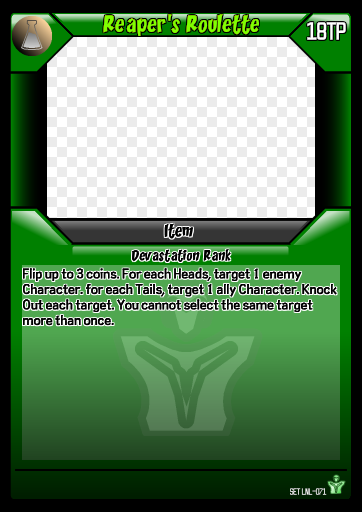 Reaper's Roulette
18TP
Item
Devastation Rank
Flip up to 3 coins. For each Heads, target 1 enemy
Character. for each Tails, target 1 ally Character. Knock
Out each target. You cannot select the same target
more than once.
SET LNL-071